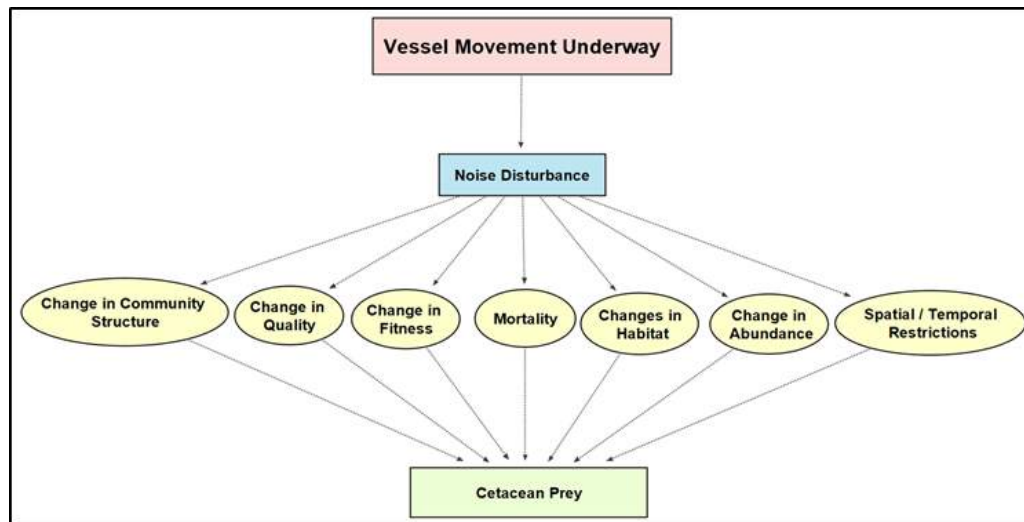 Vessel Movement Underway
Noise Disturbance
Change in Community
Structure
Change in
Quality
Change in
Fitness
Mortality
Changes in
Habitat
Change in
Abundance
Spatial / Temporal
Restrictions
Cetacean Prey